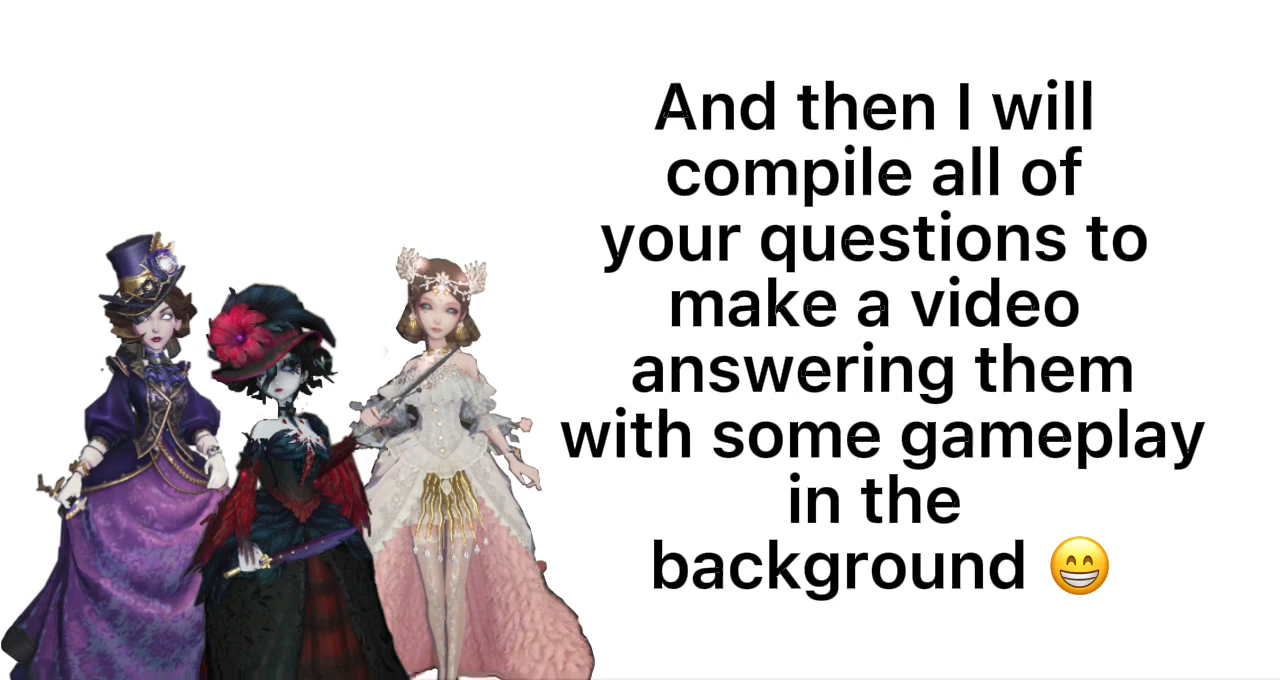 And then I will
compile all of
your questions to
make a video
answering them
with some gameplay
in the
background 😁